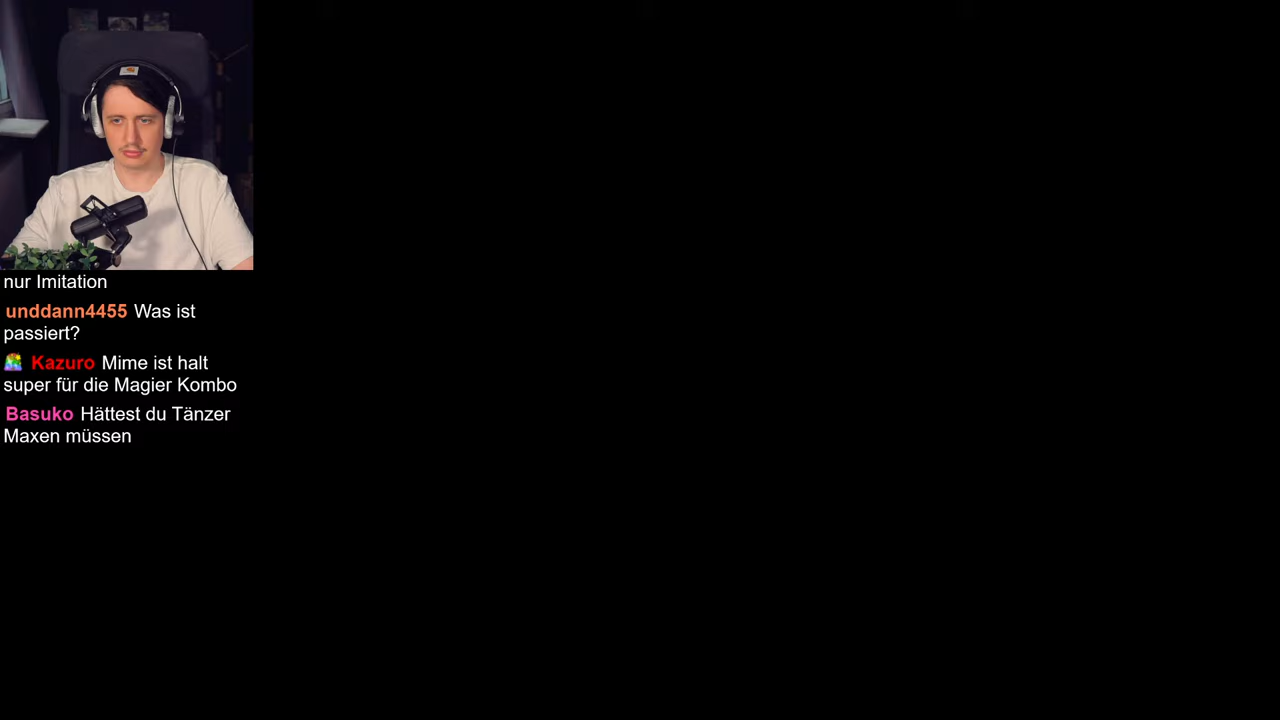 nur Imitation
unddann4455 Was ist
passiert?
Kazuro Mime ist halt
super für die Magier Kombo
Basuko Hättest du Tänzer
Maxen müssen